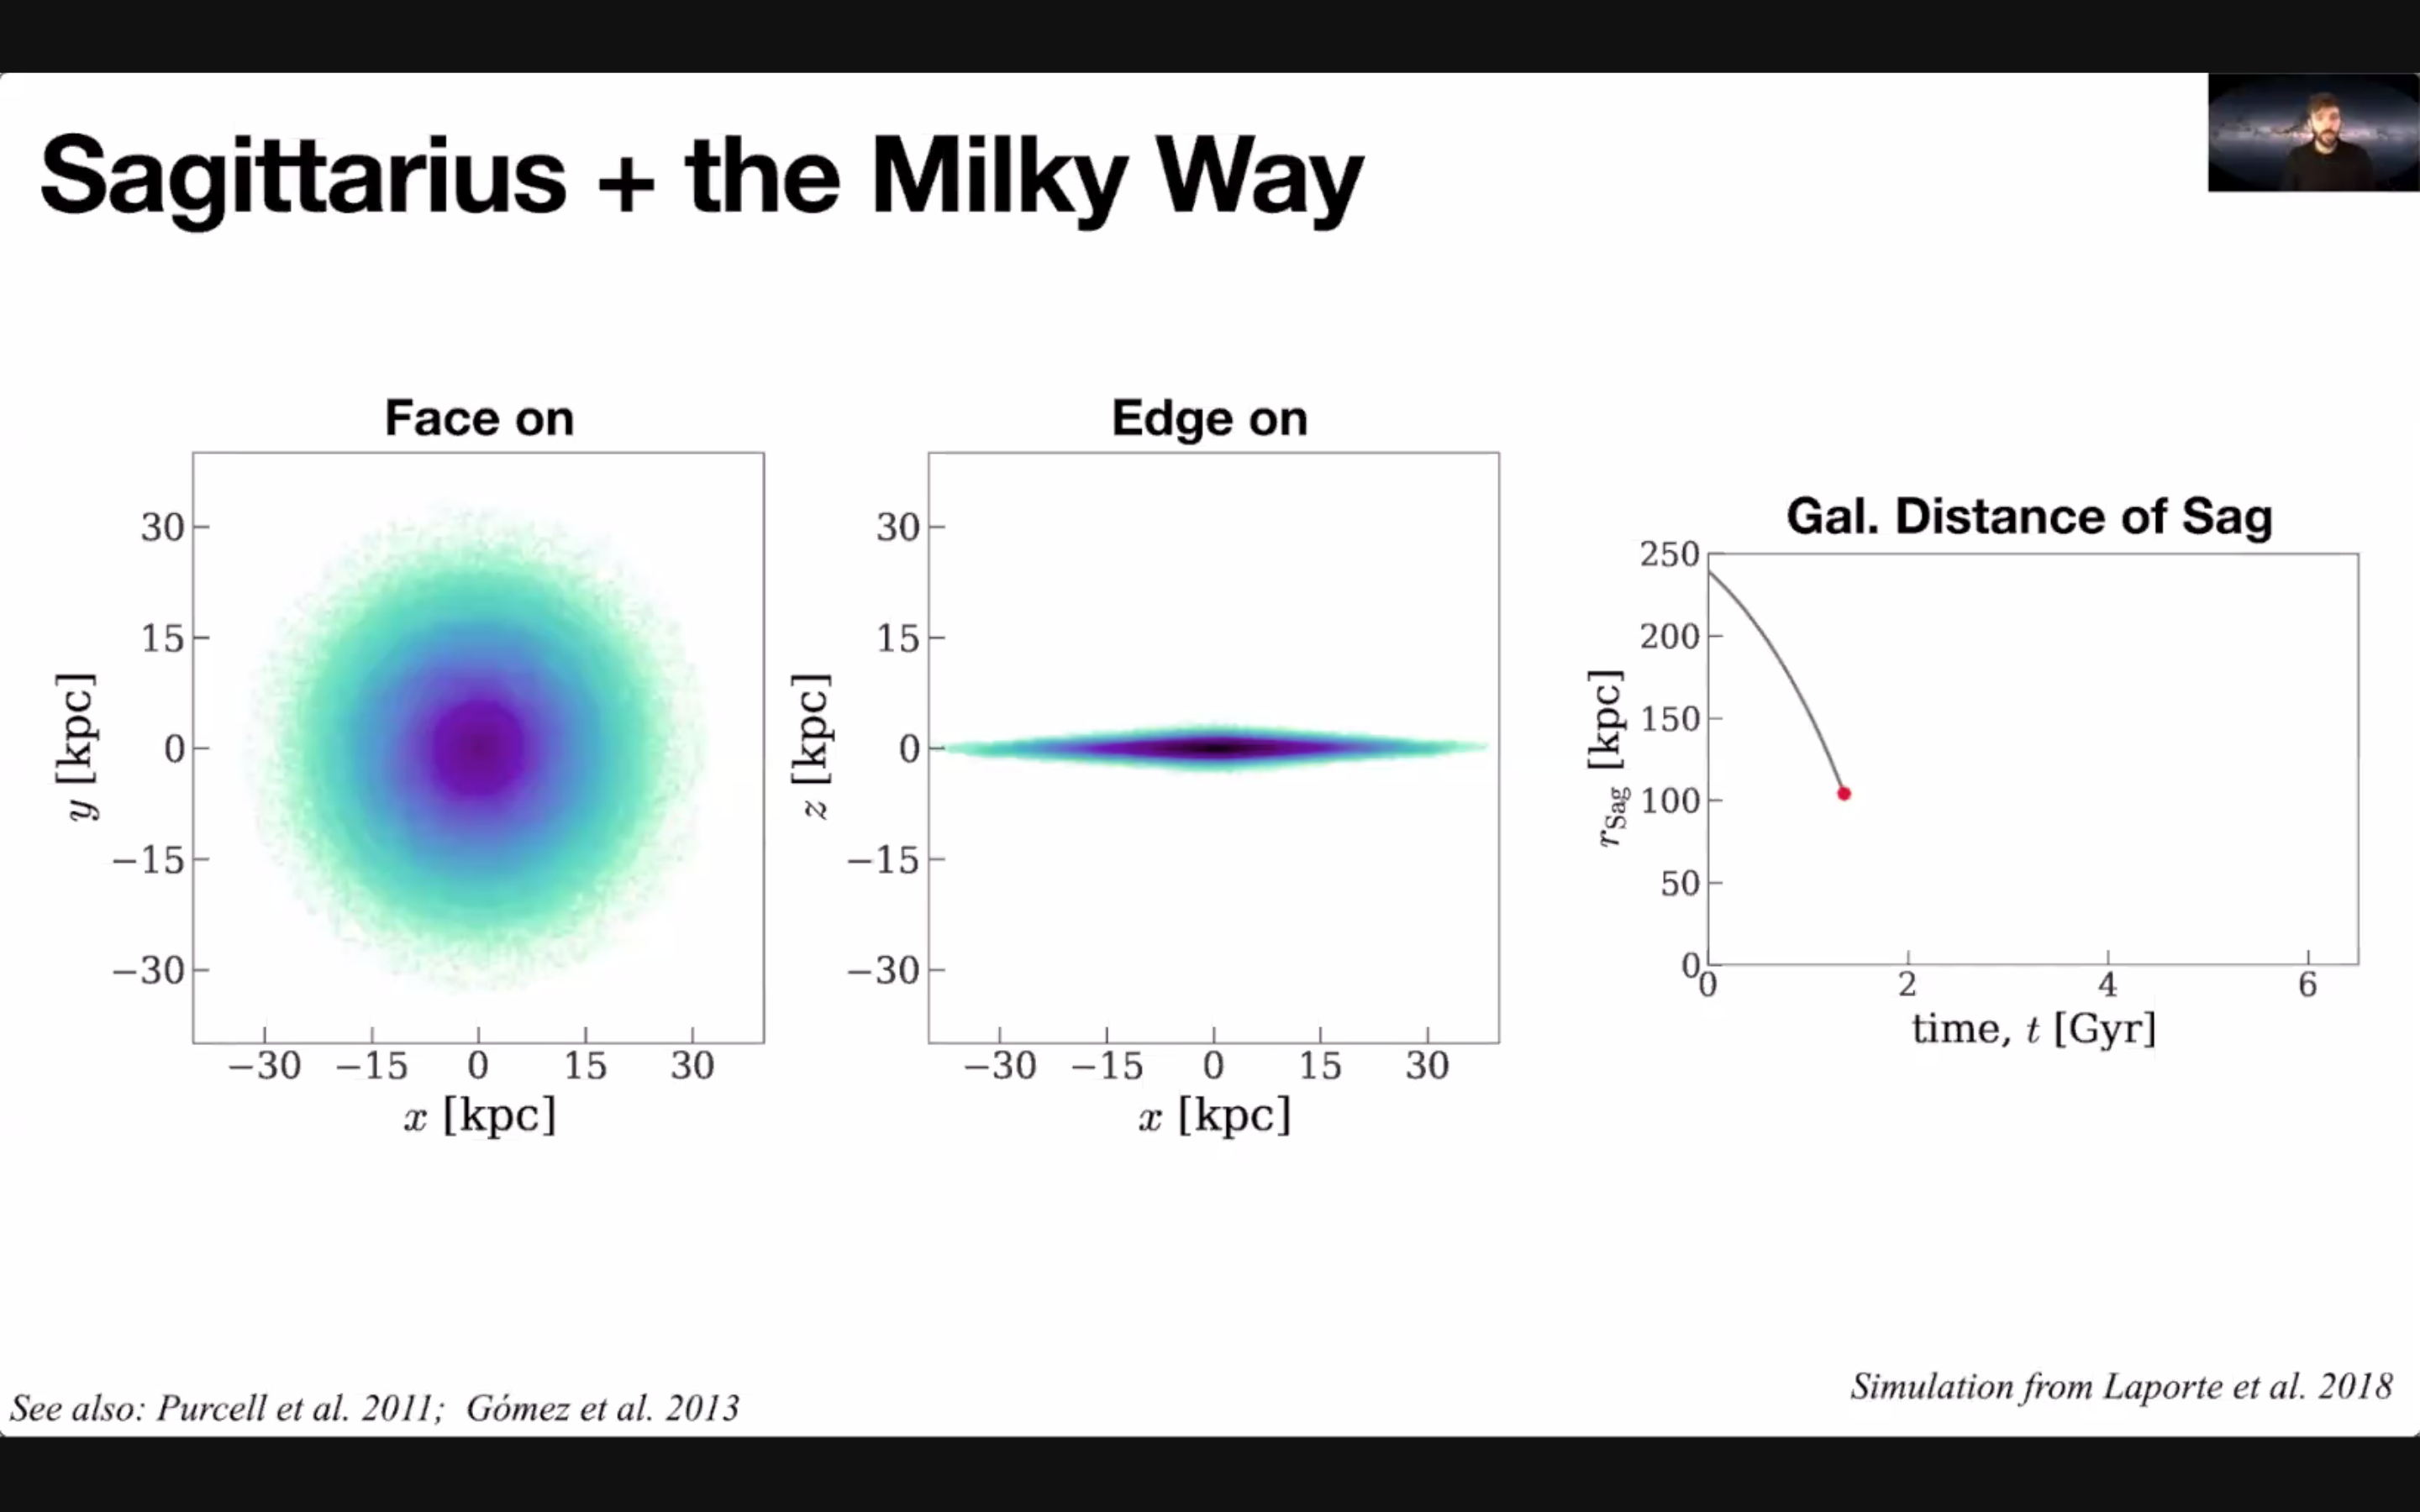 Sagittarius + the Milky Way
Face on
30
15
0
−15
−30
y [kpc]
−30 −15 0 15 30
x [kpc]
Edge on
30
15
0
−15
−30
z [kpc]
−30 −15 0 15 30
x [kpc]
Gal. Distance of Sag
250
200
150
100
50
0
rSag [kpc]
0 2 4 6
time, t [Gyr]
Simulation from Laporte et al. 2018
See also: Purcell et al. 2011; Gómez et al. 2013